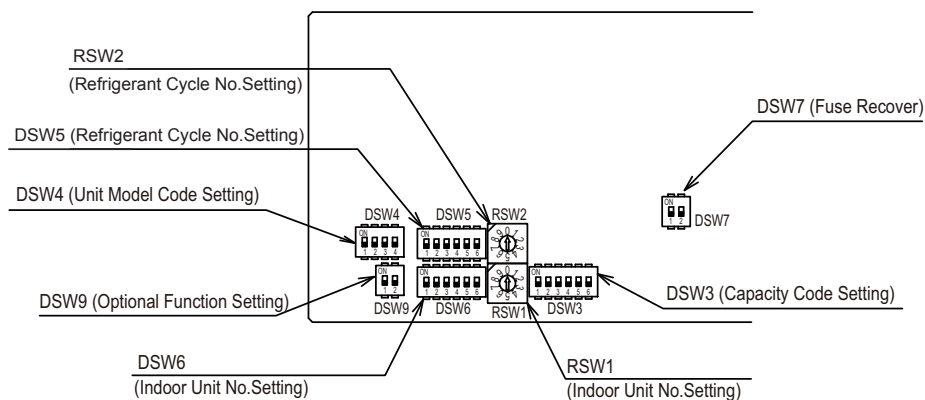 RSW2
(Refrigerant Cycle No.Setting)
DSW7 (Fuse Recover)
DSW5 (Refrigerant Cycle No.Setting)
DSW4 (Unit Model Code Setting)
DSW4 DSW5 RSW2
ON
1 2 3 4
ON
1 2 3 4 5 6
ON
1 2
DSW7
ON
1 2
ON
1 2 3 4 5 6
ON
1 2 3 4 5 6
DSW9 (Optional Function Setting)
DSW9 DSW6 RSW1 DSW3
DSW3 (Capacity Code Setting)
DSW6
(Indoor Unit No.Setting)
RSW1
(Indoor Unit No.Setting)